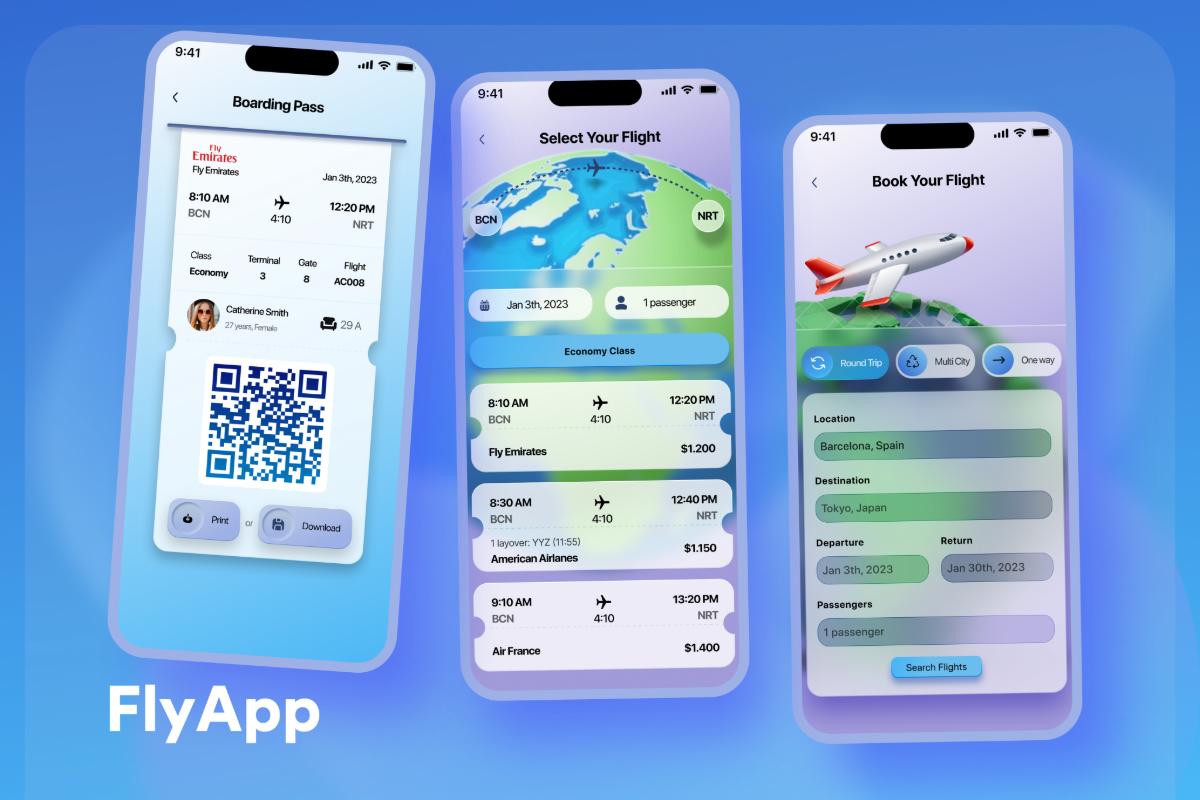 9:41
Boarding Pass
Fly
Emirates
Fly Emirates
Jan 3th, 2023
8:10 AM
12:20 PM
BCN
4:10
NRT
Class
Terminal
Gate
Flight
Economy
3
8
AC008
Catherine Smith
27 years, Female
29 A
Print
or
Download
FlyApp
9:41
Select Your Flight
BCN
NRT
Jan 3th, 2023
1 passenger
Economy Class
8:10 AM
12:20 PM
BCN
4:10
NRT
Fly Emirates
$1.200
8:30 AM
12:40 PM
BCN
4:10
NRT
1 layover: YYZ (11:55)
American Airlanes
$1.150
9:10 AM
13:20 PM
BCN
4:10
NRT
Air France
$1.400
9:41
Book Your Flight
Round Trip
Multi City
One way
Location
Barcelona, Spain
Destination
Tokyo, Japan
Departure
Return
Jan 3th, 2023
Jan 30th, 2023
Passengers
1 passenger
Search Flights